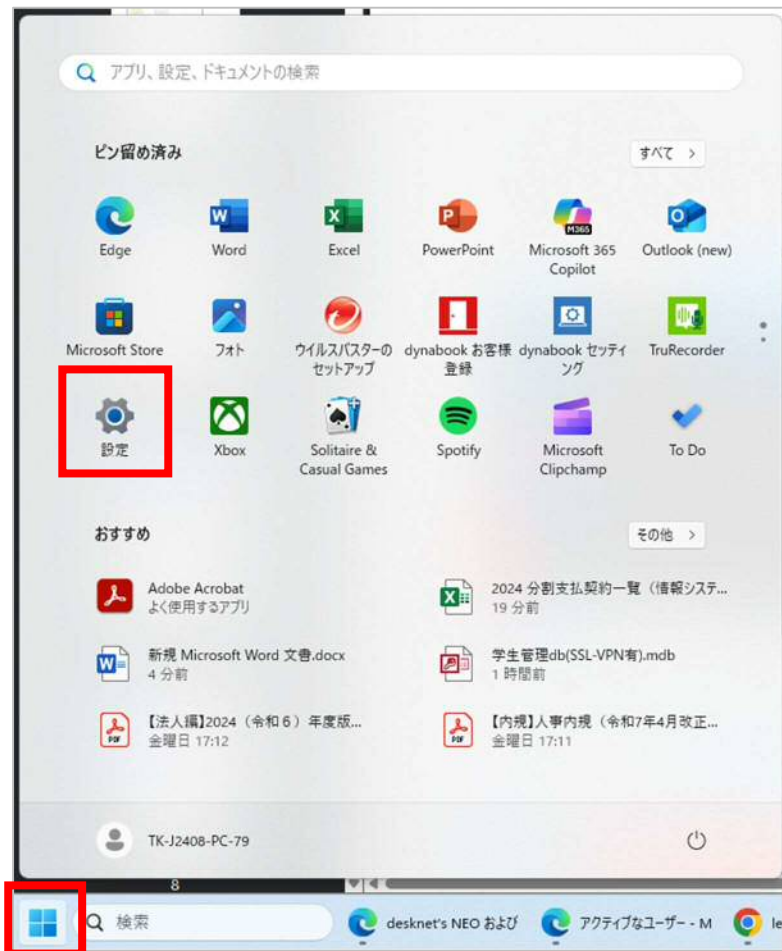 アプリ、設定、ドキュメントの検索
ピン留め済み
すべて >
Edge
Word
Excel
PowerPoint
M365
Microsoft 365
Copilot
Outlook (new)
Microsoft Store
フォト
ウイルスバスターの
セットアップ
dynabook お客様
登録
dynabook セッティ
ング
TruRecorder
設定
Xbox
Solitaire &
Casual Games
Spotify
Microsoft
Clipchamp
To Do
おすすめ
その他 >
Adobe Acrobat
よく使用するアプリ
2024 分割支払契約一覧（情報システ...
19 分前
新規 Microsoft Word 文書.docx
4 分前
学生管理db(SSL-VPN有).mdb
1 時間前
【法人編】2024（令和６）年度版...
金曜日 17:12
【内規】人事内規（令和7年4月改正...
金曜日 17:11
TK-J2408-PC-79
8
検索
desknet's NEO および
アクティブなユーザー - M
le